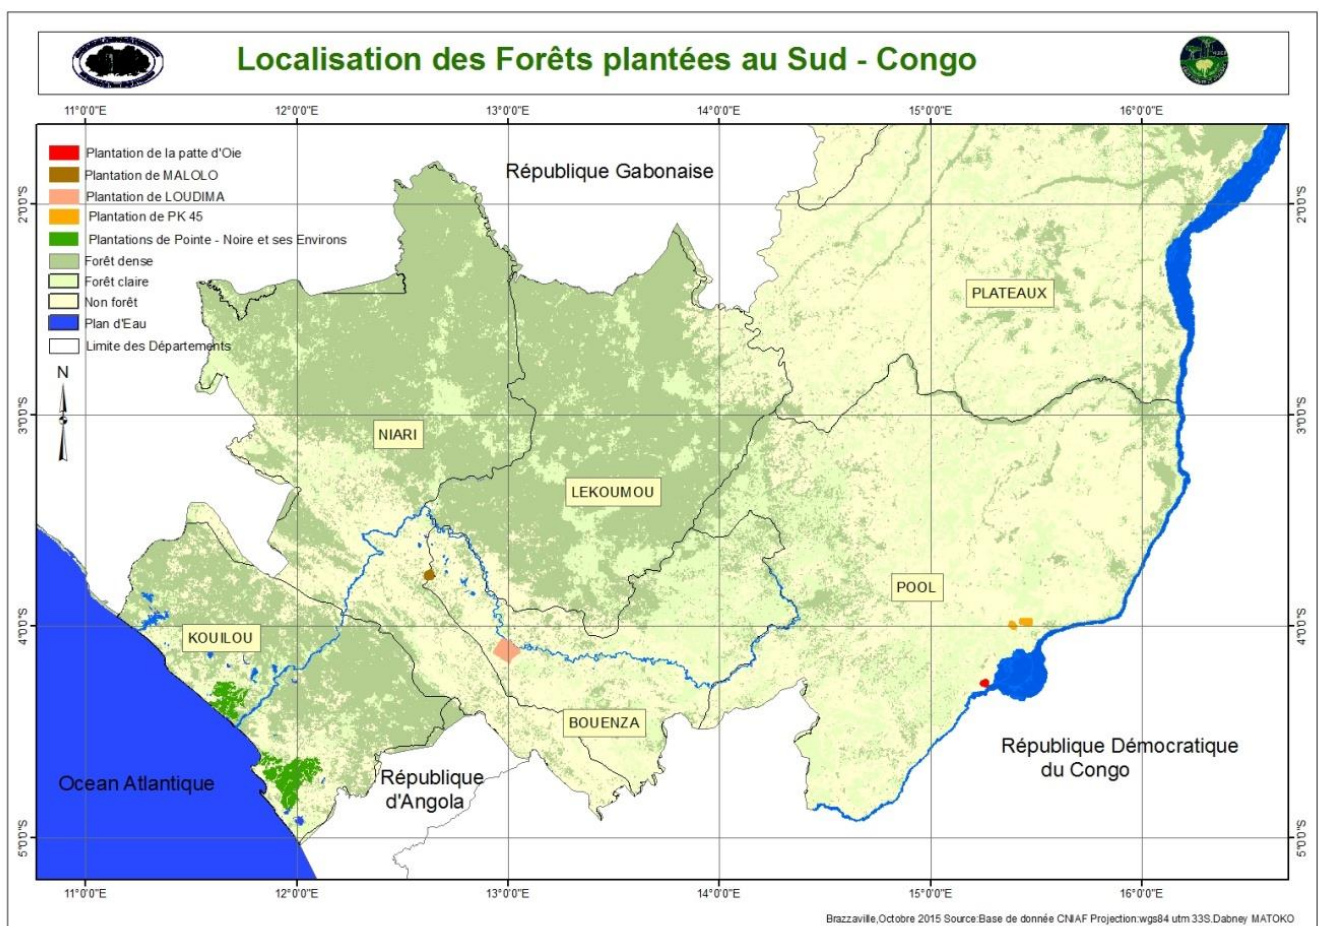 Localisation des Forêts plantées au Sud - Congo
11°0'0"E 12°0'0"E 13°0'0"E 14°0'0"E 15°0'0"E 16°0'0"E
Plantation de la patte d'Oie
Plantation de MALOLO
Plantation de LOUDIMA
Plantation de PK 45
Plantations de Pointe - Noire et ses Environs
Forêt dense
Forêt claire
Non forêt
Plan d'Eau
Limite des Départements
N
République Gabonaise
2°0'0"S 2°0'0"S
PLATEAUX
3°0'0"S 3°0'0"S
NIARI
LEKOUMOU
POOL
4°0'0"S 4°0'0"S
KOUILOU
BOUENZA
République Démocratique
du Congo
Ocean Atlantique
République
d'Angola
5°0'0"S 5°0'0"S
11°0'0"E 12°0'0"E 13°0'0"E 14°0'0"E 15°0'0"E 16°0'0"E
Brazzaville,Octobre 2015 Source:Base de donnée CNIAF Projection:wgs84 utm 33S.Dabney MATOKO